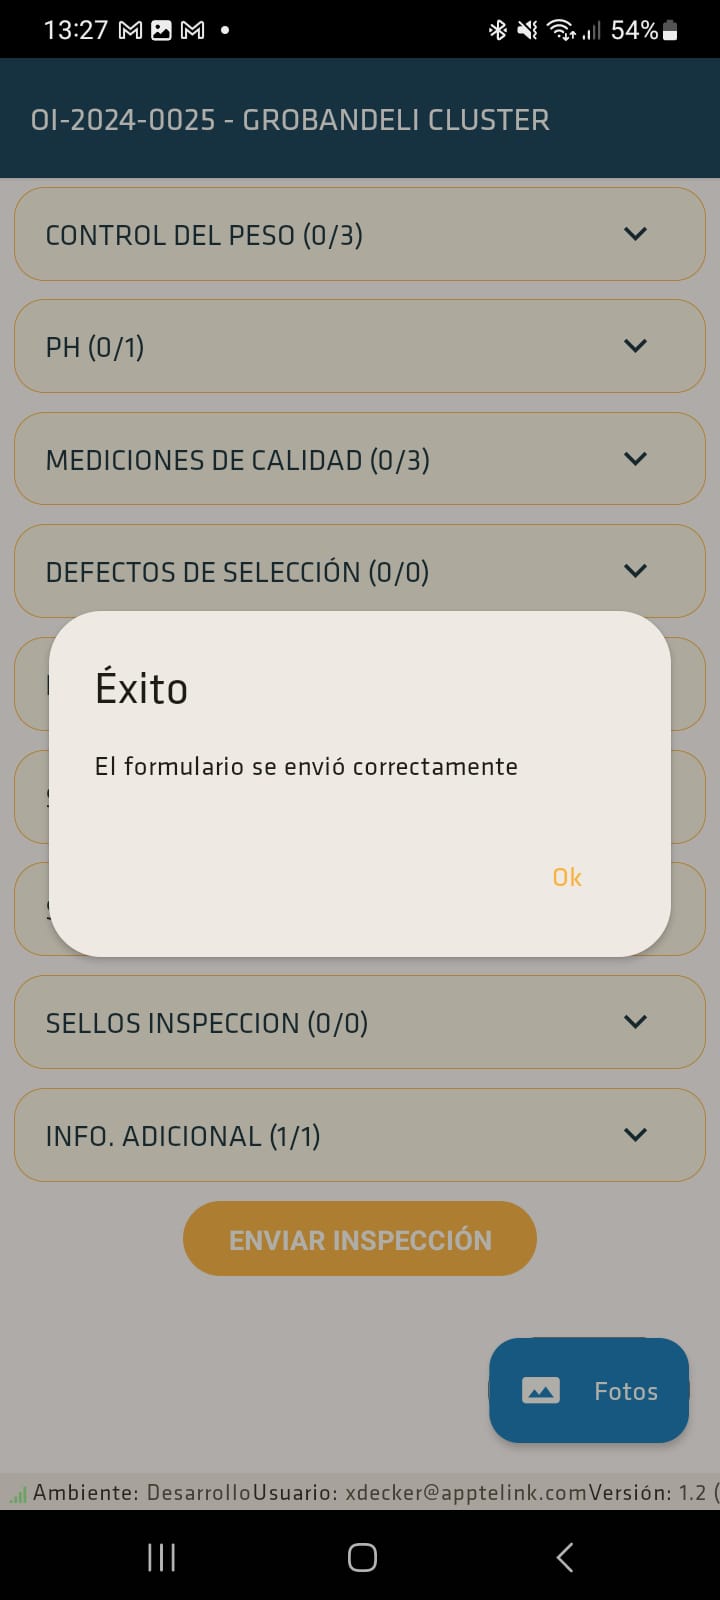 13:27
54%
OI-2024-0025 - GROBANDELI CLUSTER
CONTROL DEL PESO (0/3)
PH (0/1)
MEDICIONES DE CALIDAD (0/3)
DEFECTOS DE SELECCIÓN (0/0)
Éxito
El formulario se envió correctamente
Ok
SELLOS INSPECCION (0/0)
INFO. ADICIONAL (1/1)
ENVIAR INSPECCIÓN
Fotos
Ambiente: DesarrolloUsuario: xdecker@apptelink.comVersión: 1.2 (